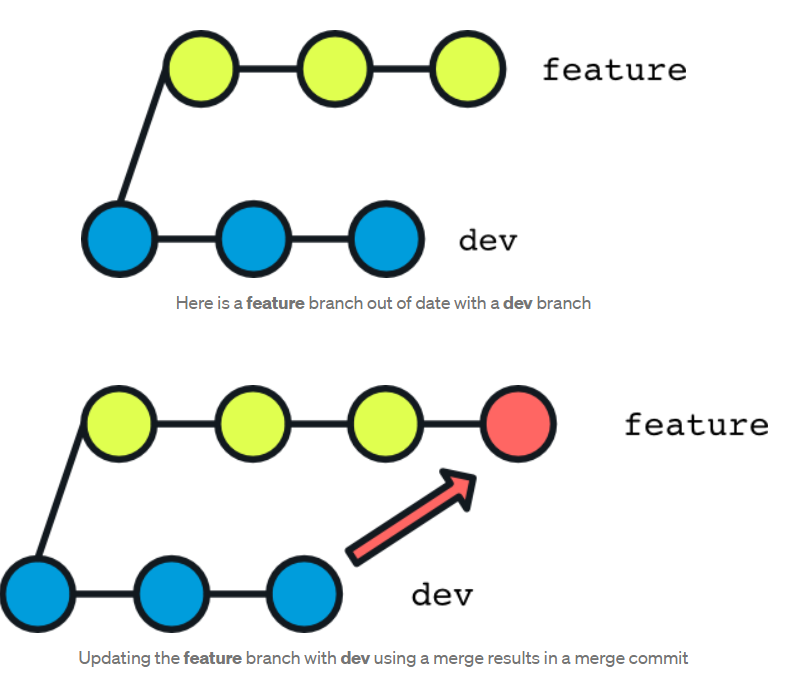 feature
dev
Here is a feature branch out of date with a dev branch
feature
dev
Updating the feature branch with dev using a merge results in a merge commit